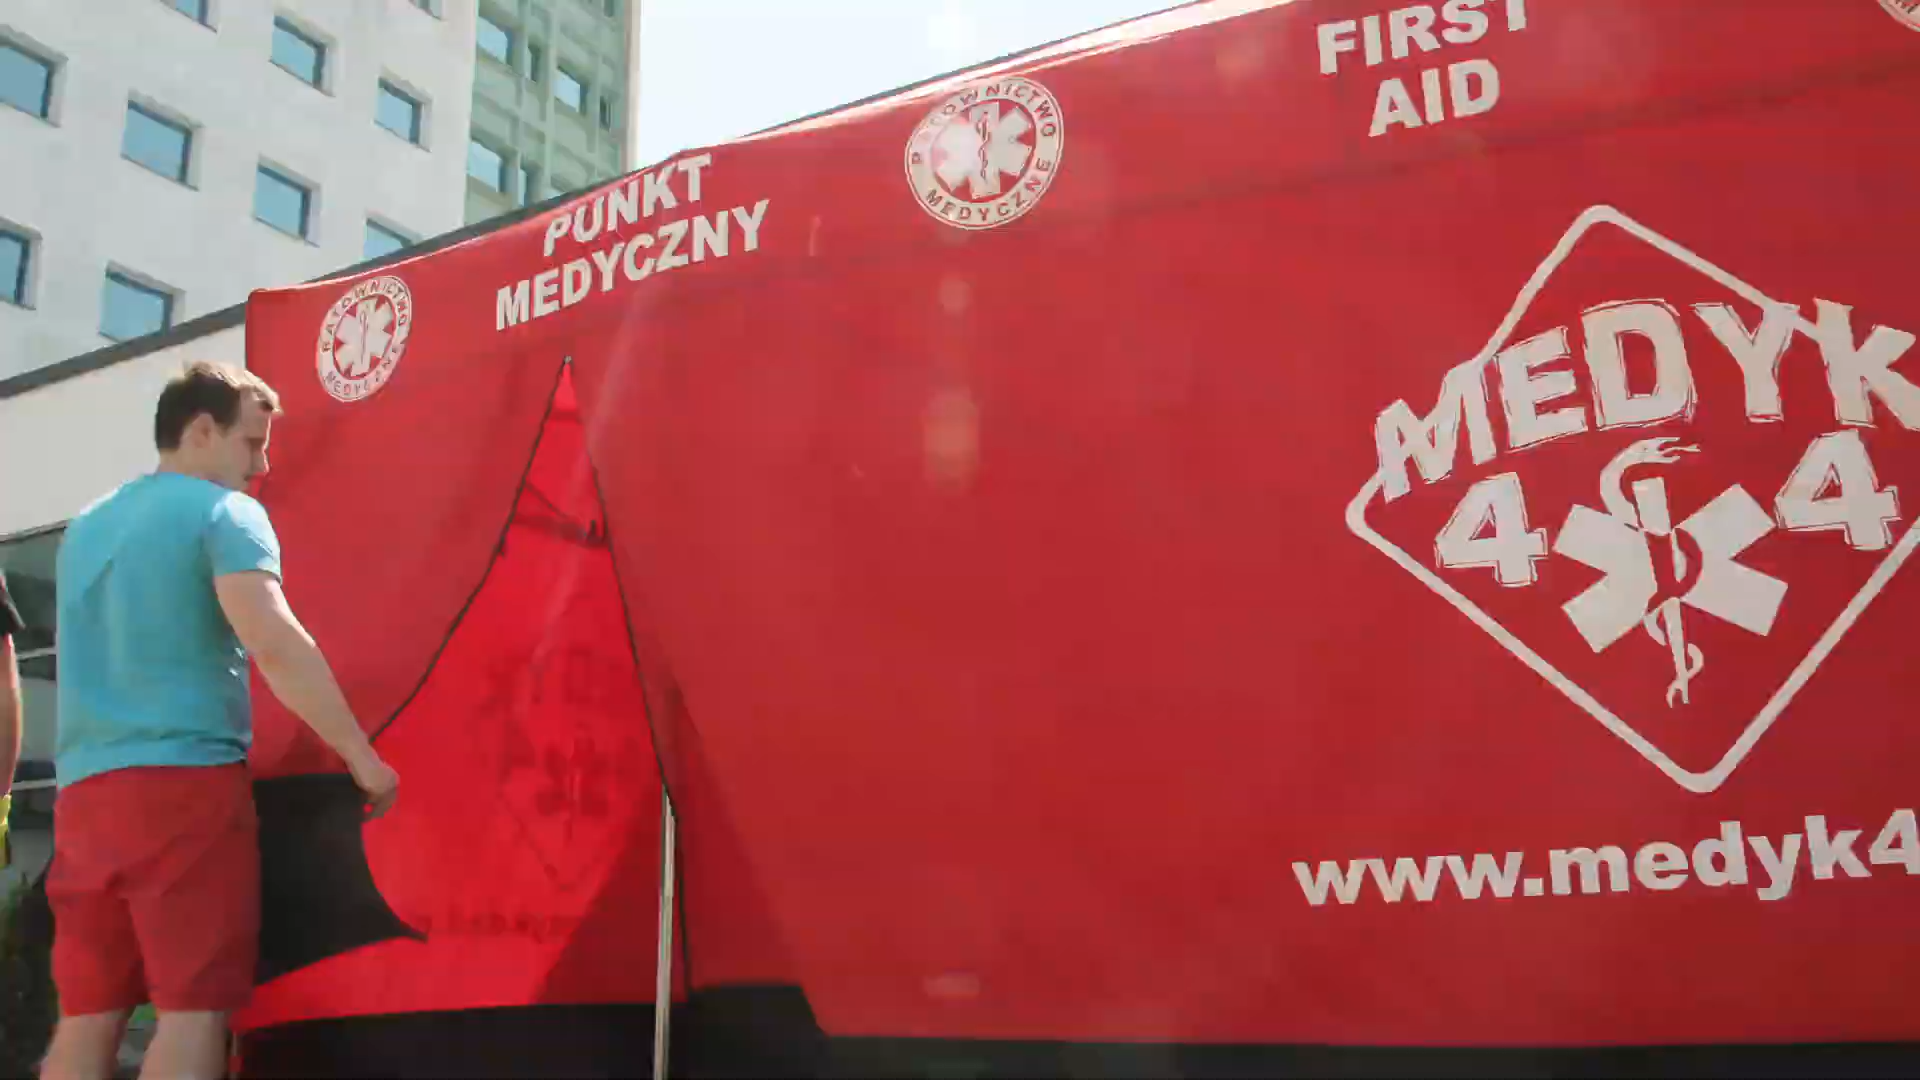 PUNKT
MEDYCZNY
RATOWNICTWO
MEDYCZNE
RATOWNICTWO
MEDYCZNE
FIRST
AID
MEDYK
4 4
www.medyk4